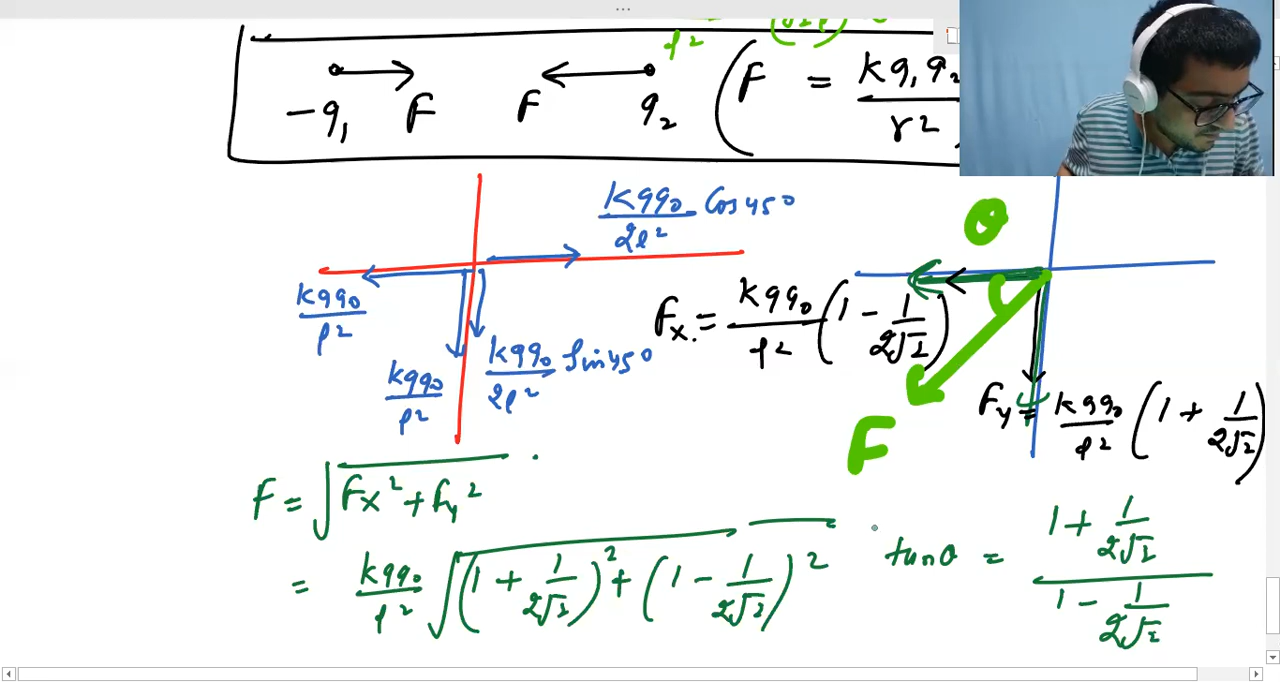 ℓ²
-q₁ F F q₂ (F = kq₁q₂/r²
kqq₀/2ℓ² cos45°
θ
kqq₀/ℓ²
Fx = kqq₀/ℓ² (1 - 1/2√2)
kqq₀/ℓ²
kqq₀/2ℓ² sin45°
Fy = kqq₀/ℓ² (1 + 1/2√2)
F
F = √Fx² + Fy²
= kqq₀/ℓ² √(1 + 1/2√2)² + (1 - 1/2√2)²
tanθ = 1 + 1/2√2 / 1 - 1/2√2